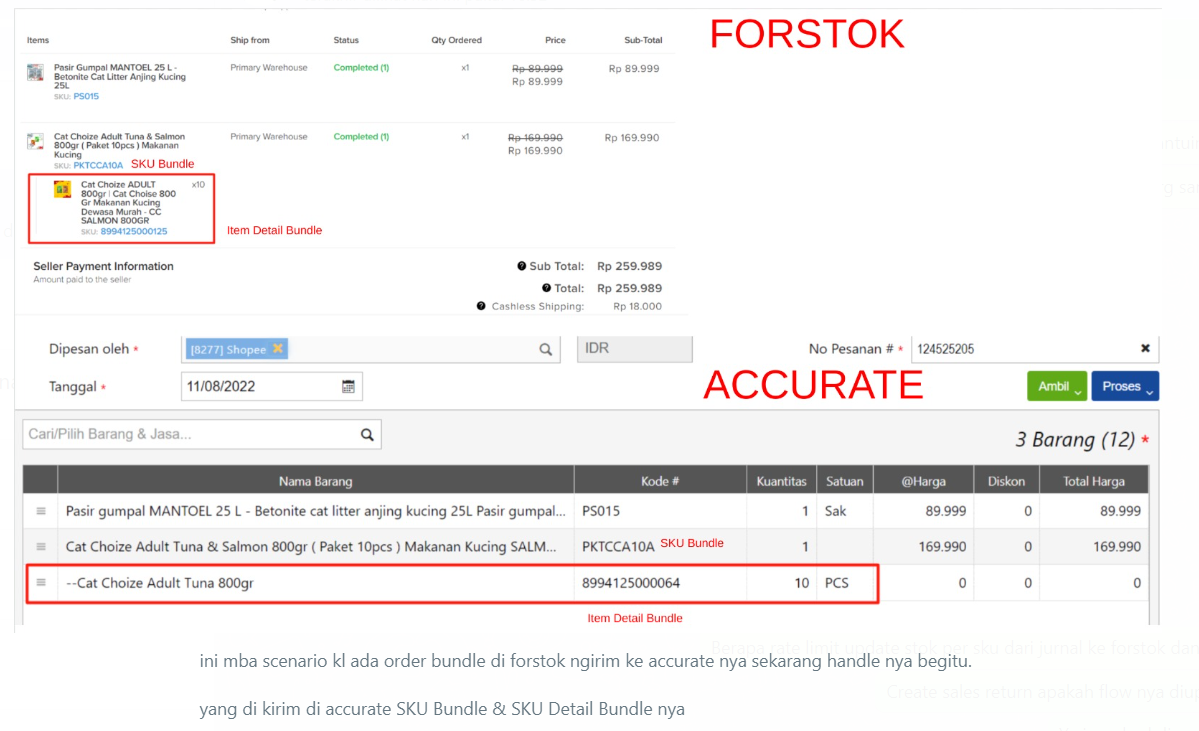 FORSTOK
Items Ship from Status Qty Ordered Price Sub-Total
Pasir Gumpal MANTOEL 25 L - Primary Warehouse Completed (1) x1 Rp 89.999 Rp 89.999
Betonite Cat Litter Anjing Kucing Rp 89.999
25L
SKU: PS015
Cat Choize Adult Tuna & Salmon Primary Warehouse Completed (1) x1 Rp 169.990 Rp 169.990
800gr ( Paket 10pcs ) Makanan Rp 169.990
Kucing
SKU: PKTCCA10A SKU Bundle
Cat Choize ADULT x10
800gr | Cat Choise 800
Gr Makanan Kucing
Dewasa Murah - CC
SALMON 800GR
SKU: 8994125000125
Item Detail Bundle
Seller Payment Information Sub Total: Rp 259.989
Amount paid to the seller
Total: Rp 259.989
Cashless Shipping: Rp 18.000
Dipesan oleh * [8277] Shopee IDR No Pesanan # * 124525205
Tanggal * 11/08/2022 ACCURATE Ambil Proses
Cari/Pilih Barang & Jasa... 3 Barang (12) *
Nama Barang Kode # Kuantitas Satuan @Harga Diskon Total Harga
Pasir gumpal MANTOEL 25 L - Betonite cat litter anjing kucing 25L Pasir gumpal... PS015 1 Sak 89.999 0 89.999
Cat Choize Adult Tuna & Salmon 800gr ( Paket 10pcs ) Makanan Kucing SALM... PKTCCA10A SKU Bundle 1 169.990 0 169.990
--Cat Choize Adult Tuna 800gr 8994125000064 10 PCS 0 0 0
Item Detail Bundle
ini mba scenario kl ada order bundle di forstok ngirim ke accurate nya sekarang handle nya begitu.
yang di kirim di accurate SKU Bundle & SKU Detail Bundle nya